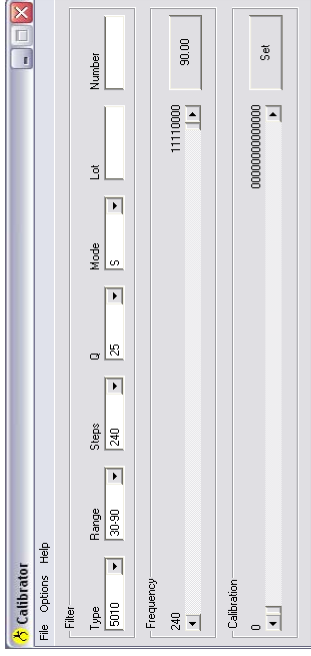 Calibrator
File Options Help
Filter
Type Range Steps Q Mode Lot Number
5010 30-90 240 25 S
Frequency
240 11110000
90.00
Calibration
0 00000000000000
Set